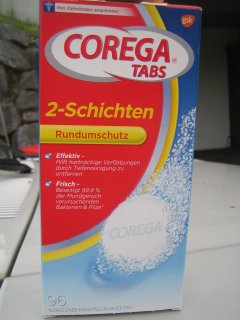 Von Zahnärzten empfohlen
gsk
COREGA®
TABS
2-Schichten
Rundumschutz
Effektiv -
Hilft hartnäckige Verfärbungen
durch Tiefenreinigung zu
entfernen
Frisch -
Beseitigt 99,9 %
der Mundgeruch
verursachenden
Bakterien & Pilze*
COREGA
96